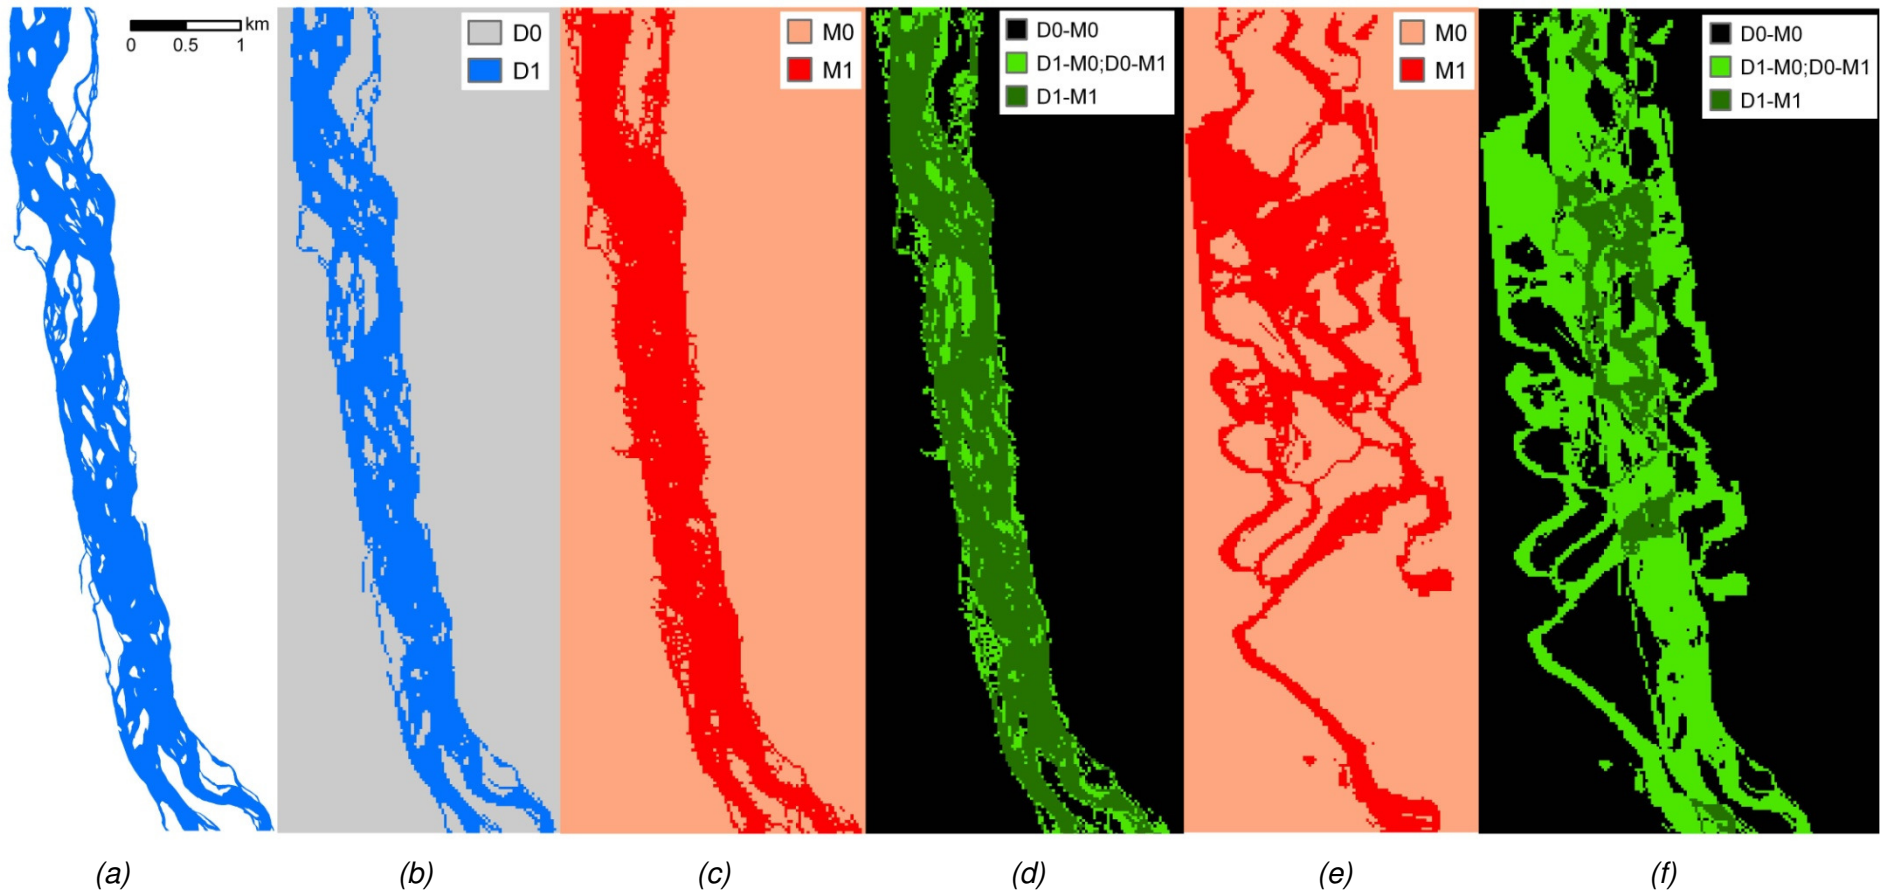 km
0 0.5 1
D0
D1
M0
M1
D0-M0
D1-M0;D0-M1
D1-M1
M0
M1
D0-M0
D1-M0;D0-M1
D1-M1
(a) (b) (c) (d) (e) (f)